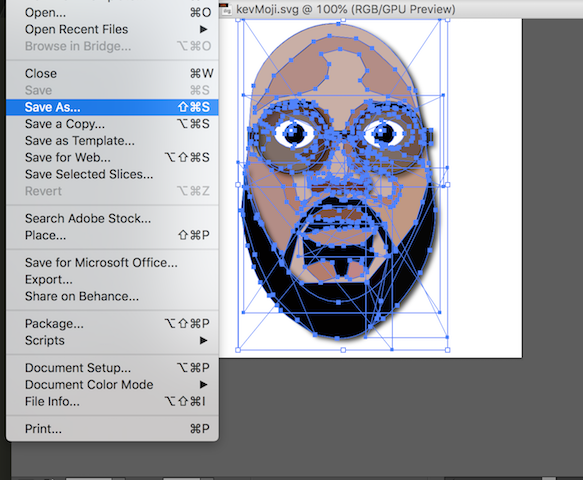 kevMoji.svg @ 100% (RGB/GPU Preview)
Open... ⌘O
Open Recent Files ▶
Browse in Bridge... ⌥⌘O
Close ⌘W
Save ⌘S
Save As... ⇧⌘S
Save a Copy... ⌥⌘S
Save as Template...
Save for Web... ⌥⇧⌘S
Save Selected Slices...
Revert ⌥⌘Z
Search Adobe Stock...
Place... ⇧⌘P
Save for Microsoft Office...
Export...
Share on Behance...
Package... ⌥⇧⌘P
Scripts ▶
Document Setup... ⌥⌘P
Document Color Mode ▶
File Info... ⌥⇧⌘I
Print... ⌘P